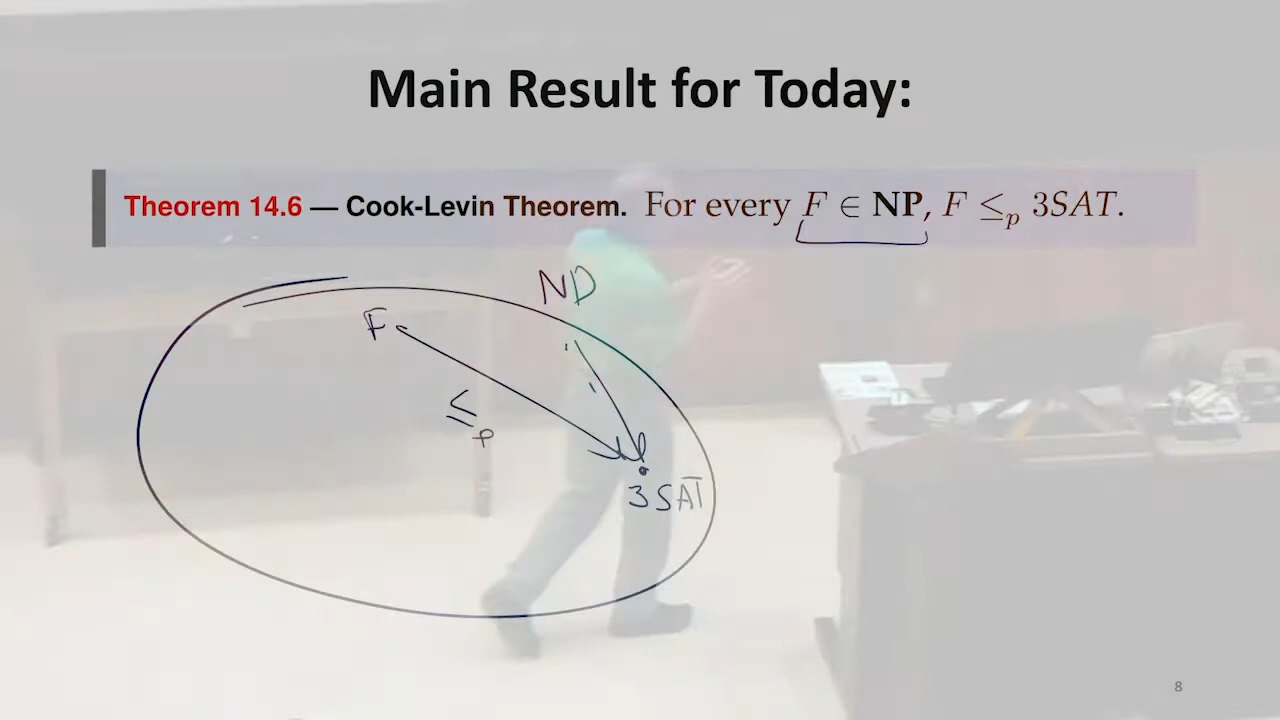 Main Result for Today:
Theorem 14.6 — Cook-Levin Theorem. For every F ∈ NP, F ≤ₚ 3SAT.
NP
F
≤ₚ
3SAT
8